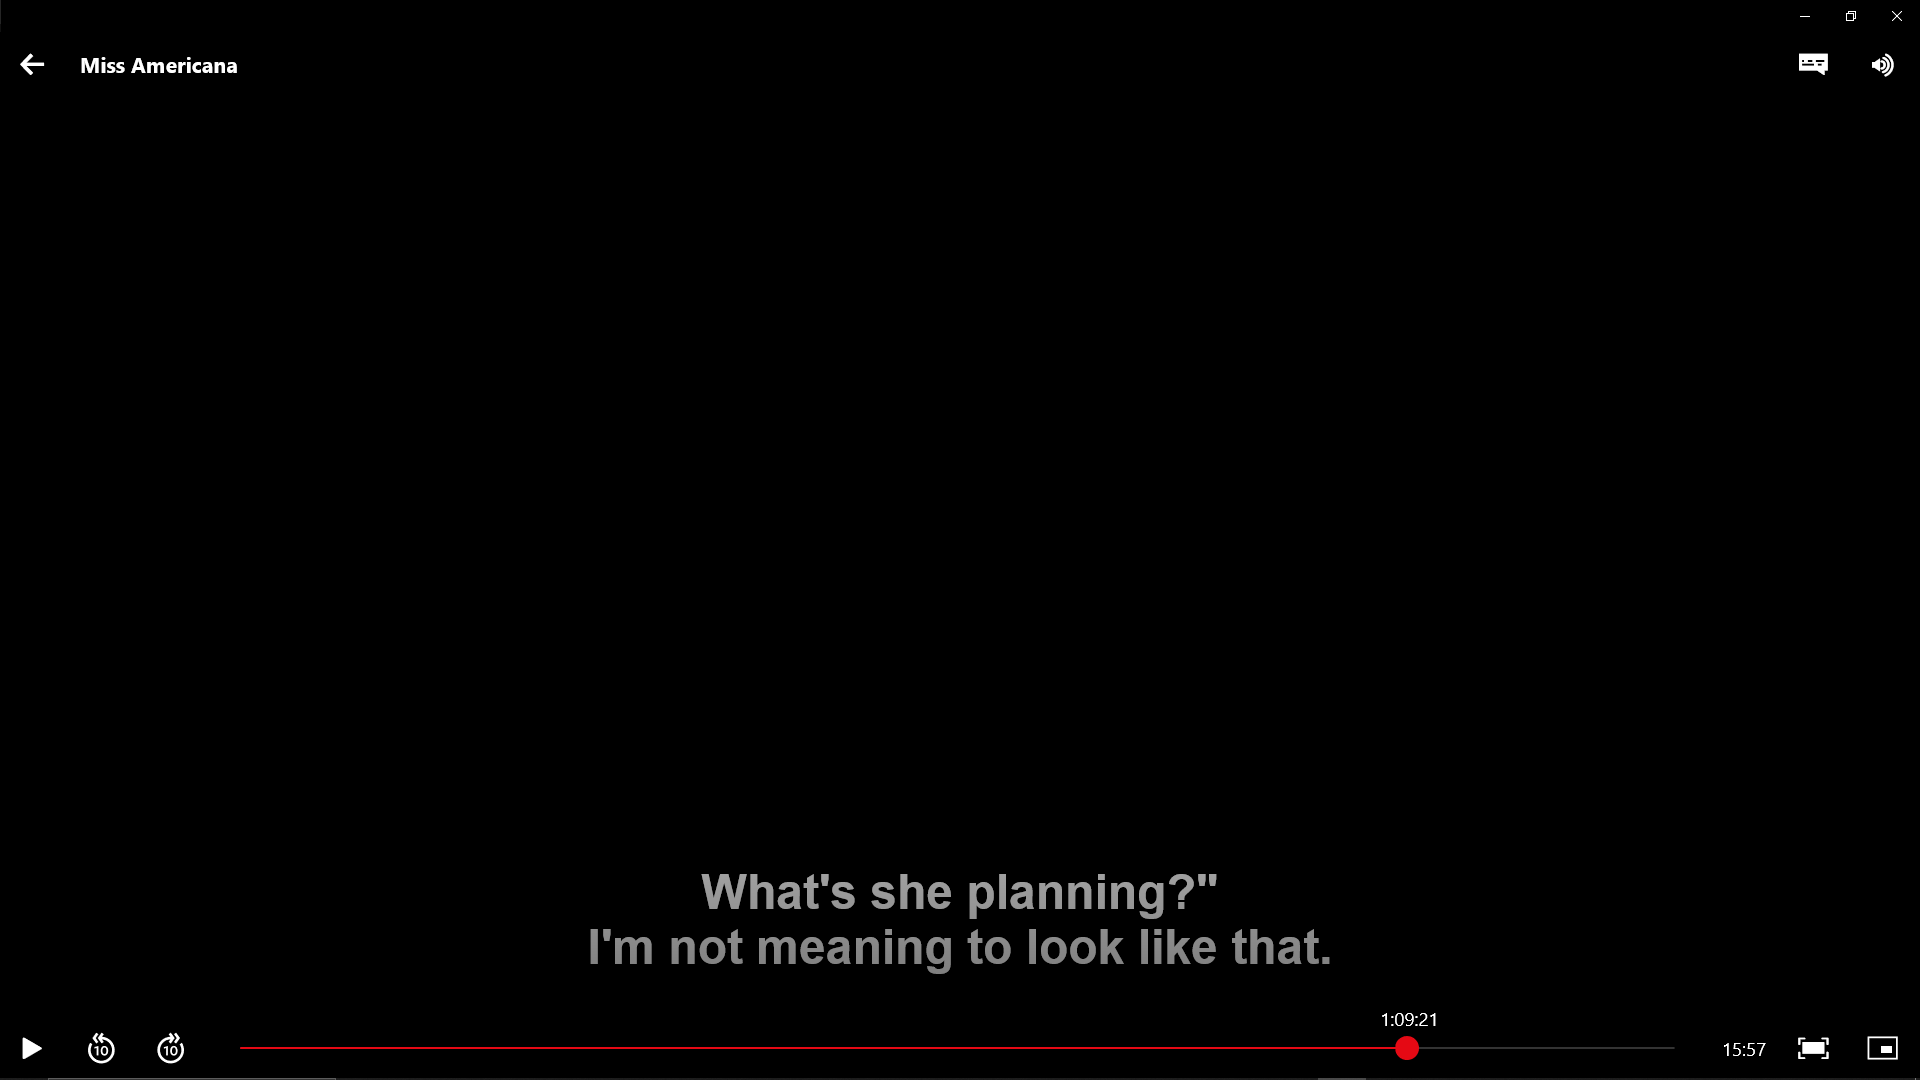 Miss Americana
What's she planning?"
I'm not meaning to look like that.
1:09:21
10
10
15:57